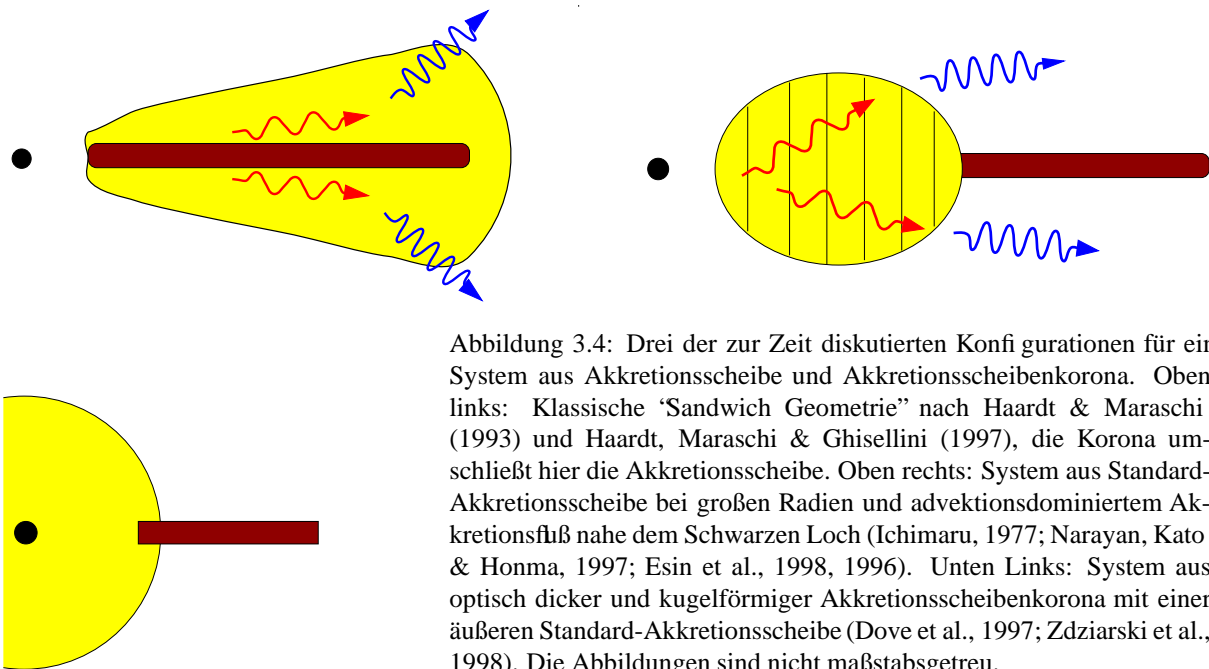 Abbildung 3.4: Drei der zur Zeit diskutierten Konfi gurationen für ein
System aus Akkretionsscheibe und Akkretionsscheibenkorona. Oben
links: Klassische “Sandwich Geometrie” nach Haardt & Maraschi
(1993) und Haardt, Maraschi & Ghisellini (1997), die Korona um-
schließt hier die Akkretionsscheibe. Oben rechts: System aus Standard-
Akkretionsscheibe bei großen Radien und advektionsdominiertem Ak-
kretionsfluß nahe dem Schwarzen Loch (Ichimaru, 1977; Narayan, Kato
& Honma, 1997; Esin et al., 1998, 1996). Unten Links: System aus
optisch dicker und kugelförmiger Akkretionsscheibenkorona mit einer
äußeren Standard-Akkretionsscheibe (Dove et al., 1997; Zdziarski et al.,
1998). Die Abbildungen sind nicht maßstabsgetreu.